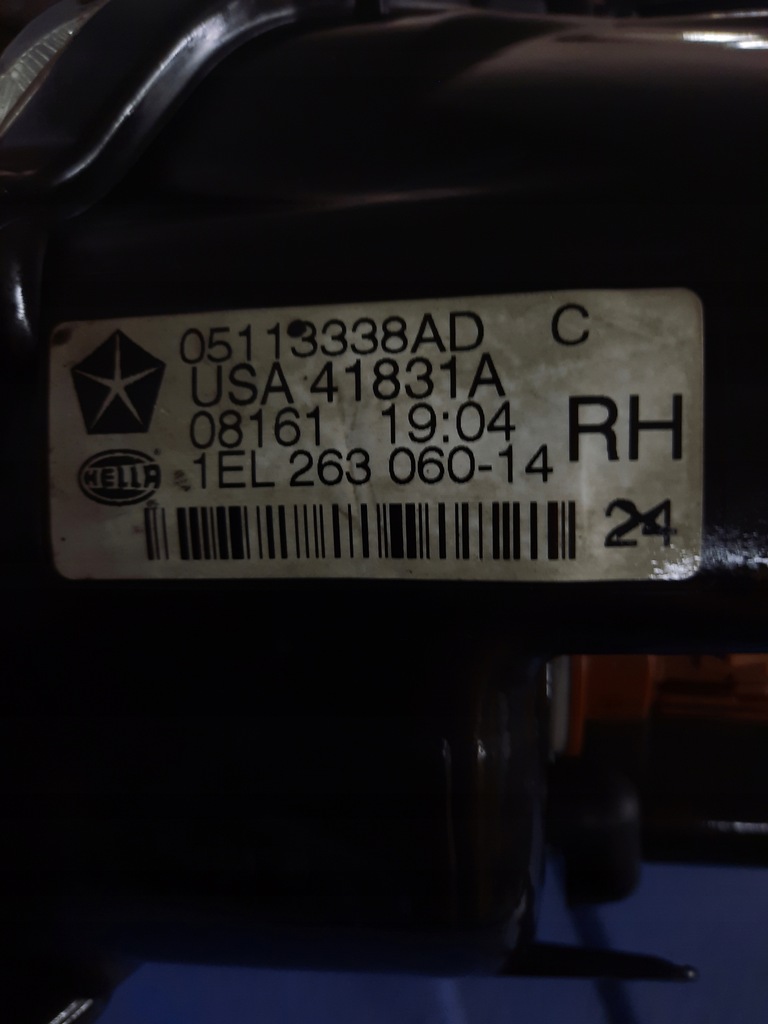 05113338AD C
USA 41831A
08161 19:04
RH
HELLA 1EL 263 060-14
24